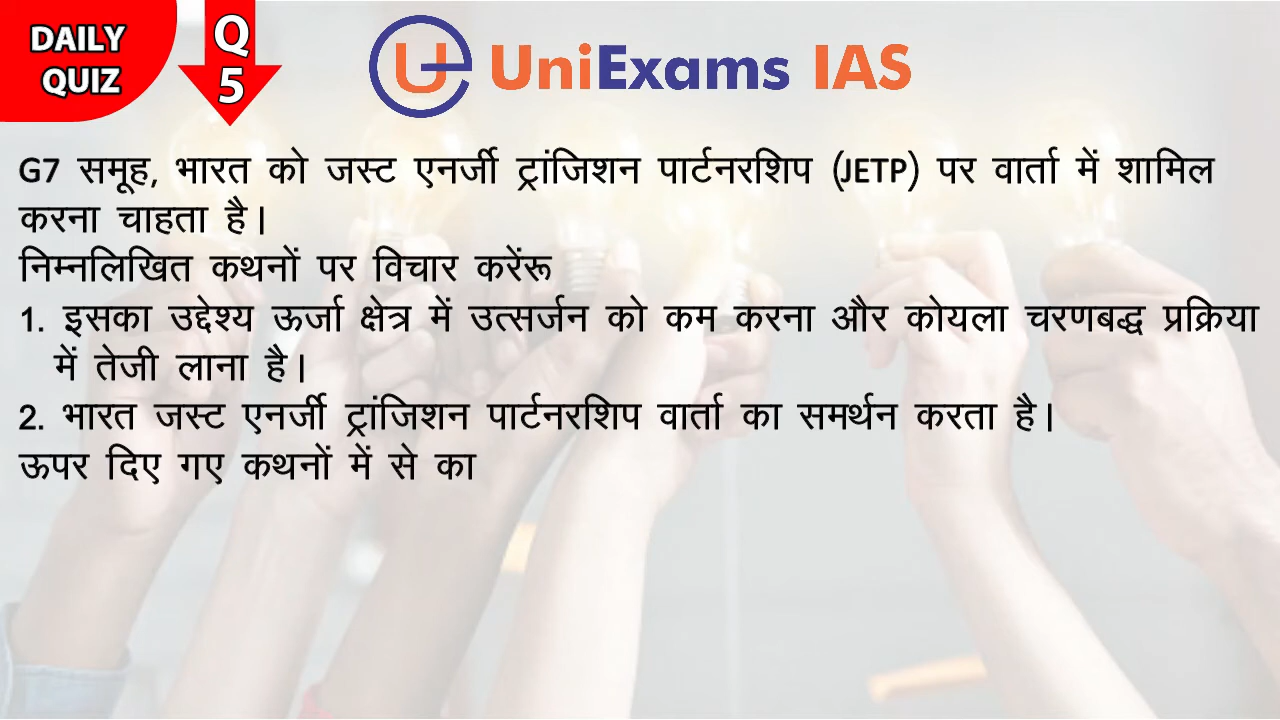 DAILY
QUIZ
Q
5
UniExams IAS
G7 समूह, भारत को जस्ट एनर्जी ट्रांजिशन पार्टनरशिप (JETP) पर वार्ता में शामिल
करना चाहता है।
निम्नलिखित कथनों पर विचार करेंरू
1. इसका उद्देश्य ऊर्जा क्षेत्र में उत्सर्जन को कम करना और कोयला चरणबद्ध प्रक्रिया
में तेजी लाना है।
2. भारत जस्ट एनर्जी ट्रांजिशन पार्टनरशिप वार्ता का समर्थन करता है।
ऊपर दिए गए कथनों में से का